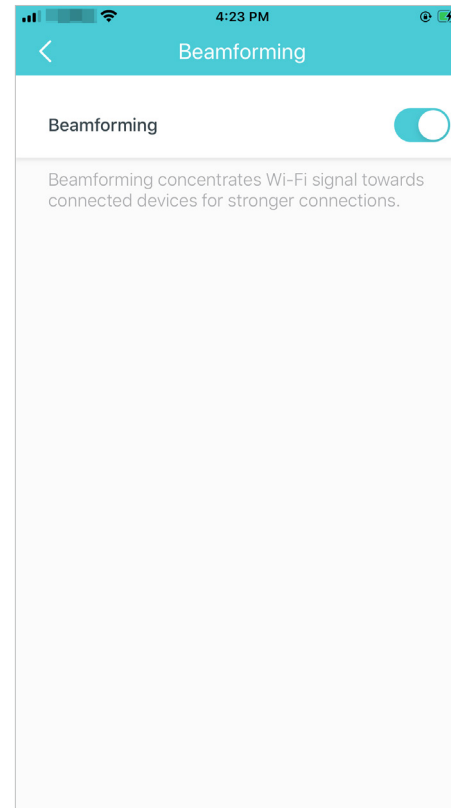 4:23 PM
Beamforming
Beamforming
Beamforming concentrates Wi-Fi signal towards
connected devices for stronger connections.